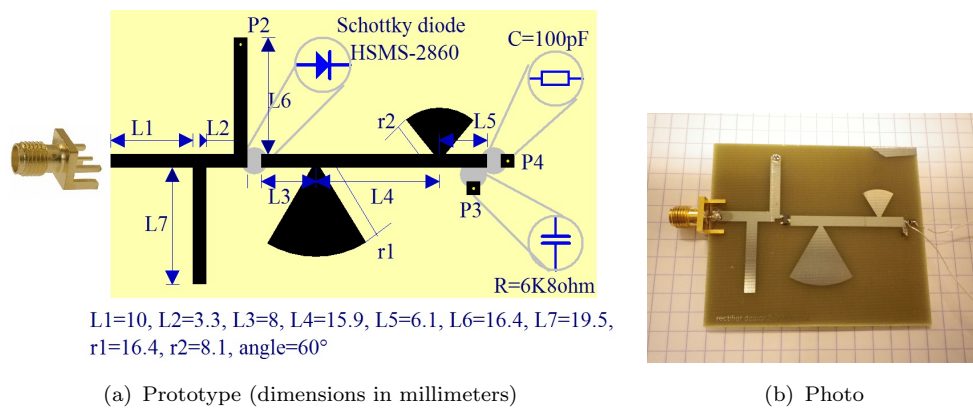 P2
Schottky diode
HSMS-2860
C=100pF
L1
L2
L6
r2
L5
P4
L3
L4
P3
L7
r1
R=6K8ohm
L1=10, L2=3.3, L3=8, L4=15.9, L5=6.1, L6=16.4, L7=19.5,
r1=16.4, r2=8.1, angle=60°
(a) Prototype (dimensions in millimeters)
(b) Photo